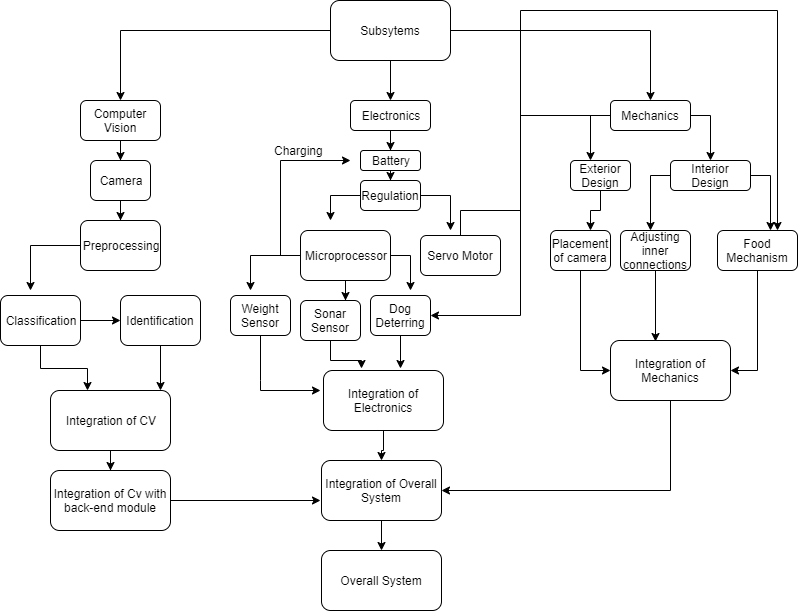 Subsytems
Computer
Vision
Electronics
Mechanics
Charging
Battery
Camera
Exterior
Design
Interior
Design
Regulation
Preprocessing
Microprocessor
Servo Motor
Placement
of camera
Adjusting
inner
connections
Food
Mechanism
Classification
Identification
Weight
Sensor
Sonar
Sensor
Dog
Deterring
Integration of
Mechanics
Integration of CV
Integration of
Electronics
Integration of Cv with
back-end module
Integration of Overall
System
Overall System